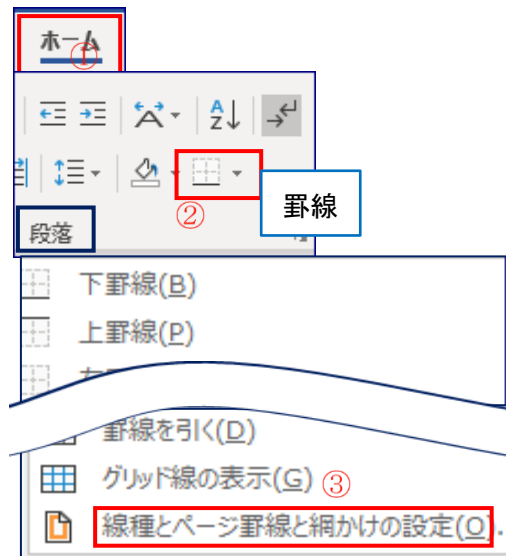 ホーム
①
A
Z
②
罫線
段落
下罫線(B)
上罫線(P)
罫線を引く(D)
グリッド線の表示(G) ③
線種とページ罫線と網かけの設定(O)...